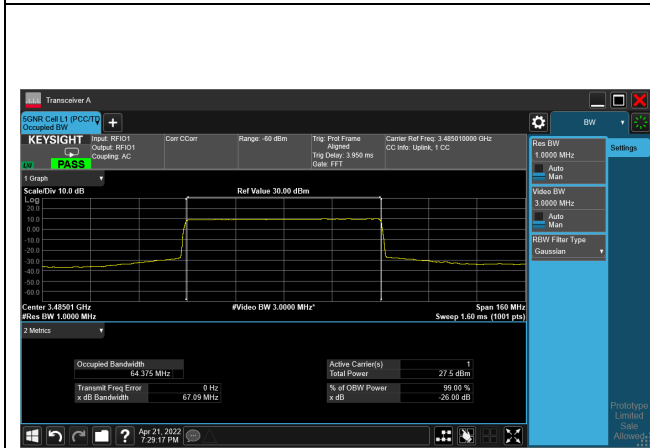 Transceiver A
5GNR Cell L1 (PCC/TD
Occupied BW
+
BW
KEYSIGHT
Input: RFIO1
Output: RFIO1
Coupling: AC
Corr CCorr
Range: -60 dBm
Trig: Prot Frame
Aligned
Trig Delay: 3.950 ms
Gate: FFT
Carrier Ref Freq: 3.485010000 GHz
CC Info: Uplink, 1 CC
LXI
PASS
Settings
Res BW
1.0000 MHz
Auto
Man
Video BW
3.0000 MHz
Auto
Man
RBW Filter Type
Gaussian
1 Graph
Scale/Div 10.0 dB
Ref Value 30.00 dBm
Log
20.0
10.0
0.00
-10.0
-20.0
-30.0
-40.0
-50.0
-60.0
Center 3.48501 GHz
#Video BW 3.0000 MHz*
Span 160 MHz
#Res BW 1.0000 MHz
Sweep 1.60 ms (1001 pts)
2 Metrics
Occupied Bandwidth
64.375 MHz
Active Carrier(s) 1
Total Power 27.5 dBm
Transmit Freq Error 0 Hz
x dB Bandwidth 67.09 MHz
% of OBW Power 99.00 %
x dB -26.00 dB
Prototype
Limited
Sale
Allowed
?
Apr 21, 2022
7:29:17 PM